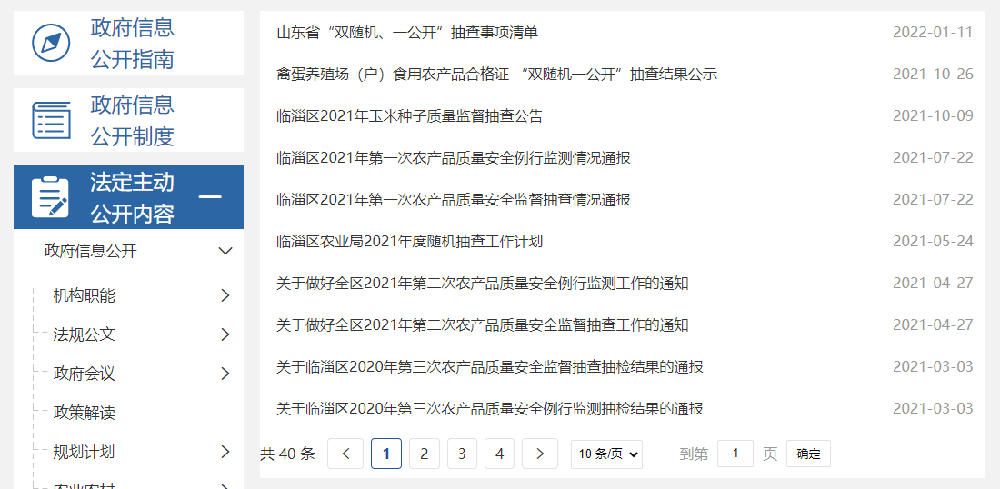 政府信息
公开指南
政府信息
公开制度
法定主动
公开内容
政府信息公开
机构职能
法规公文
政府会议
政策解读
规划计划
山东省“双随机、一公开”抽查事项清单 2022-01-11
禽蛋养殖场（户）食用农产品合格证 “双随机一公开”抽查结果公示 2021-10-26
临淄区2021年玉米种子质量监督抽查公告 2021-10-09
临淄区2021年第一次农产品质量安全例行监测情况通报 2021-07-22
临淄区2021年第一次农产品质量安全监督抽查情况通报 2021-07-22
临淄区农业局2021年度随机抽查工作计划 2021-05-24
关于做好全区2021年第二次农产品质量安全例行监测工作的通知 2021-04-27
关于做好全区2021年第二次农产品质量安全监督抽查工作的通知 2021-04-27
关于临淄区2020年第三次农产品质量安全监督抽查抽检结果的通报 2021-03-03
关于临淄区2020年第三次农产品质量安全例行监测抽检结果的通报 2021-03-03
共 40 条 1 2 3 4 10 条/页 到第 1 页 确定